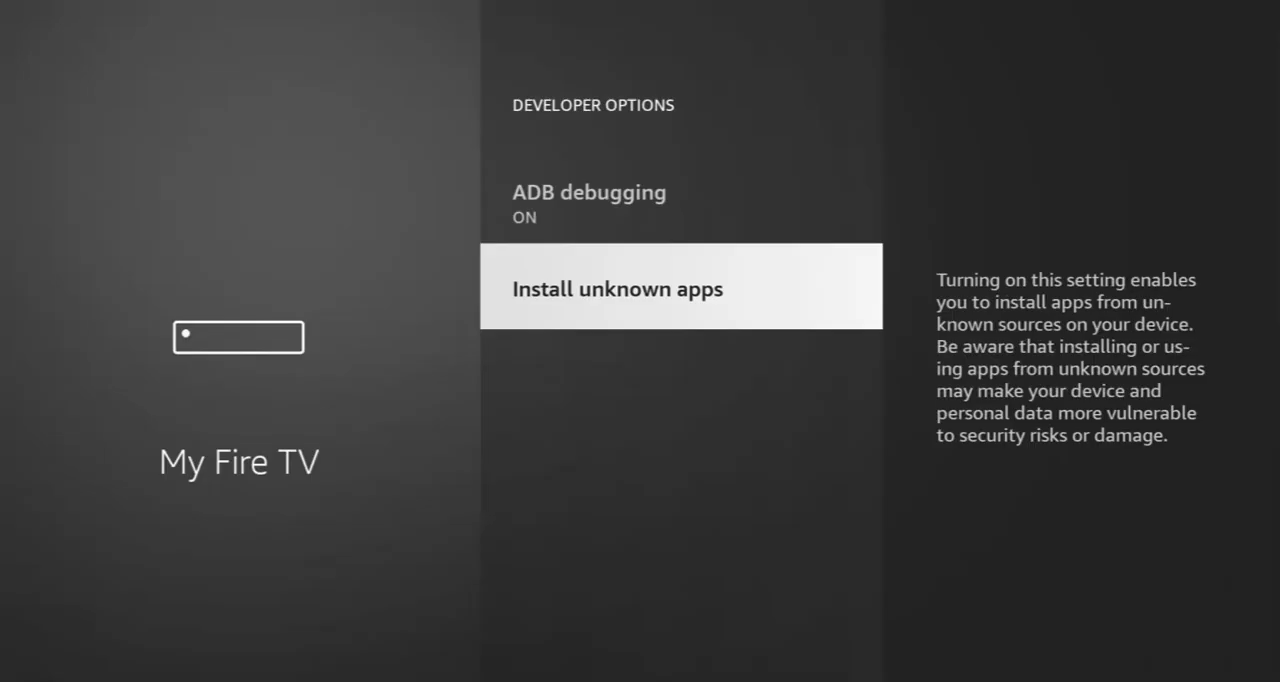 DEVELOPER OPTIONS
ADB debugging
ON
Install unknown apps
My Fire TV
Turning on this setting enables
you to install apps from un-
known sources on your device.
Be aware that installing or us-
ing apps from unknown sources
may make your device and
personal data more vulnerable
to security risks or damage.